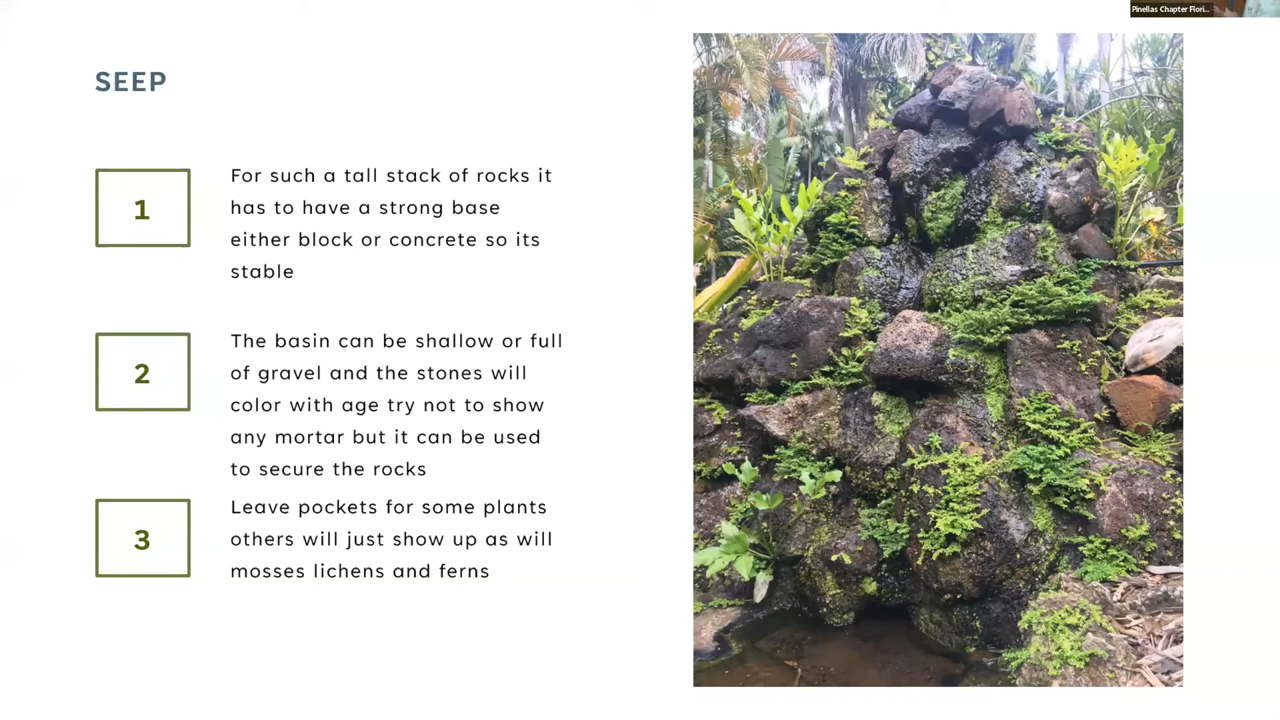 Pinellas Chapter Flori...
SEEP
1
For such a tall stack of rocks it
has to have a strong base
either block or concrete so its
stable
2
The basin can be shallow or full
of gravel and the stones will
color with age try not to show
any mortar but it can be used
to secure the rocks
3
Leave pockets for some plants
others will just show up as will
mosses lichens and ferns